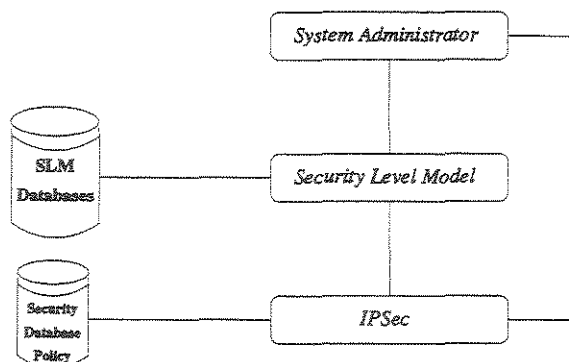 System Administrator
SLM
Databases
Security Level Model
Security
Database
Policy
IPSec